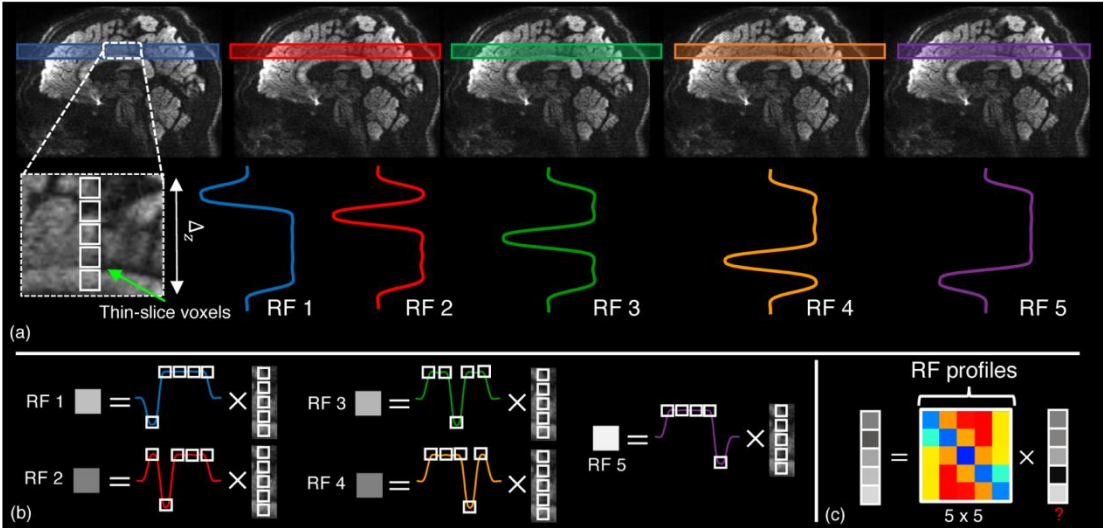 Δz
Thin-slice voxels
RF 1
RF 2
RF 3
RF 4
RF 5
(a)
RF 1 = ×
RF 3 = ×
RF 5 = ×
RF 2 = ×
RF 4 = ×
(b)
RF profiles
= ×
5 x 5
?
(c)